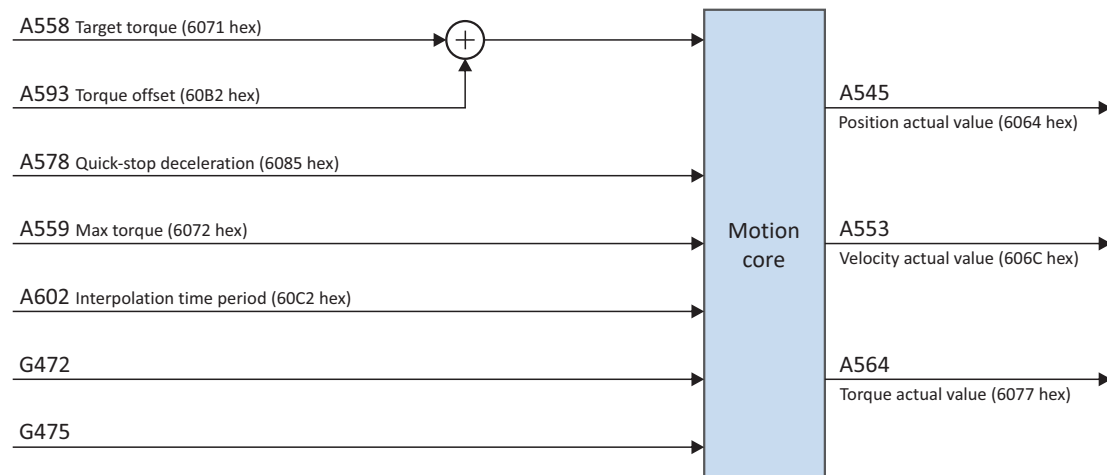 A558 Target torque (6071 hex)
+
A593 Torque offset (60B2 hex)
A578 Quick-stop deceleration (6085 hex)
A559 Max torque (6072 hex)
A602 Interpolation time period (60C2 hex)
G472
G475
Motion
core
A545
Position actual value (6064 hex)
A553
Velocity actual value (606C hex)
A564
Torque actual value (6077 hex)